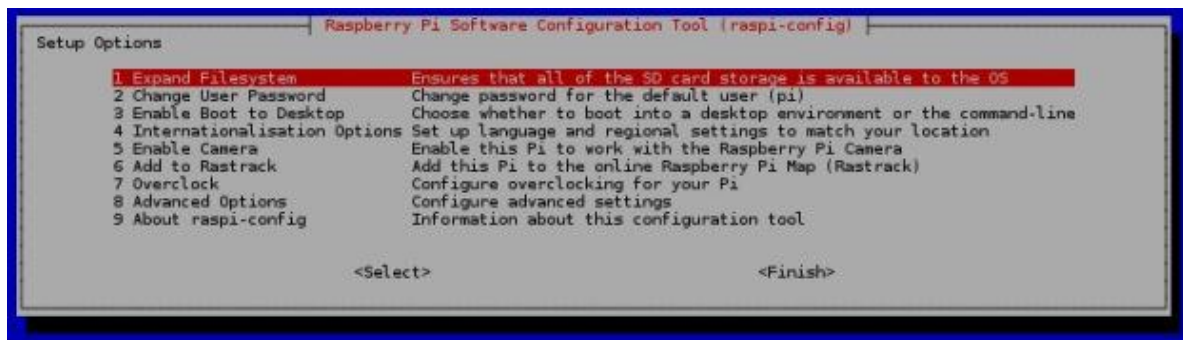 Raspberry Pi Software Configuration Tool (raspi-config)
Setup Options
1 Expand Filesystem Ensures that all of the SD card storage is available to the OS
2 Change User Password Change password for the default user (pi)
3 Enable Boot to Desktop Choose whether to boot into a desktop environment or the command-line
4 Internationalisation Options Set up language and regional settings to match your location
5 Enable Camera Enable this Pi to work with the Raspberry Pi Camera
6 Add to Rastrack Add this Pi to the online Raspberry Pi Map (Rastrack)
7 Overclock Configure overclocking for your Pi
8 Advanced Options Configure advanced settings
9 About raspi-config Information about this configuration tool
<Select> <Finish>